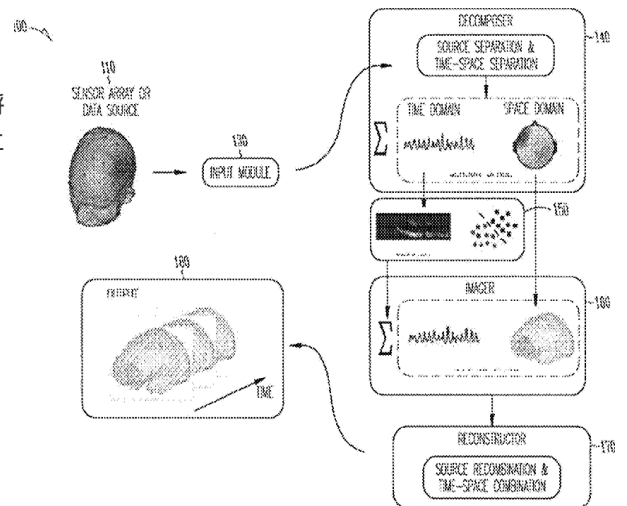 100
110
SENSOR ARRAY OR
DATA SOURCE
130
INPUT MODULE
DECOMPOSER
140
SOURCE SEPARATION &
TIME-SPACE SEPARATION
TIME DOMAIN
SPACE DOMAIN
Σ
150
IMAGER
160
Σ
180
OUTPUT
TIME
RECONSTRUCTOR
170
SOURCE RECOMBINATION &
TIME-SPACE COMBINATION